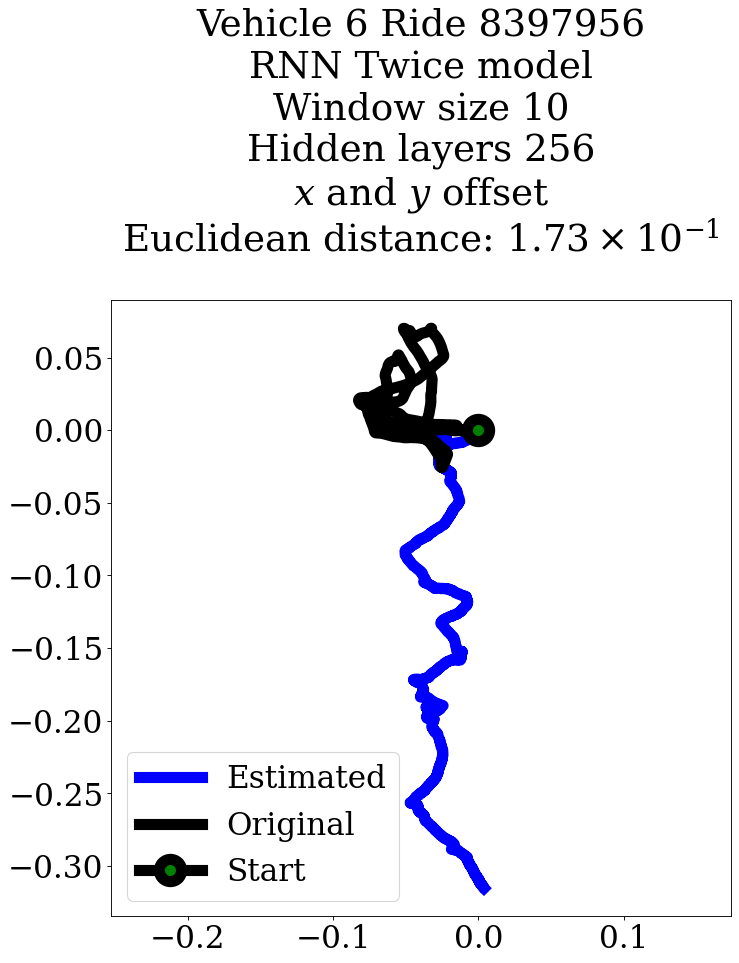 Vehicle 6 Ride 8397956
RNN Twice model
Window size 10
Hidden layers 256
x and y offset
Euclidean distance: 1.73 × 10⁻¹
0.05
0.00
−0.05
−0.10
−0.15
−0.20
−0.25
−0.30
Estimated
Original
Start
−0.2 −0.1 0.0 0.1